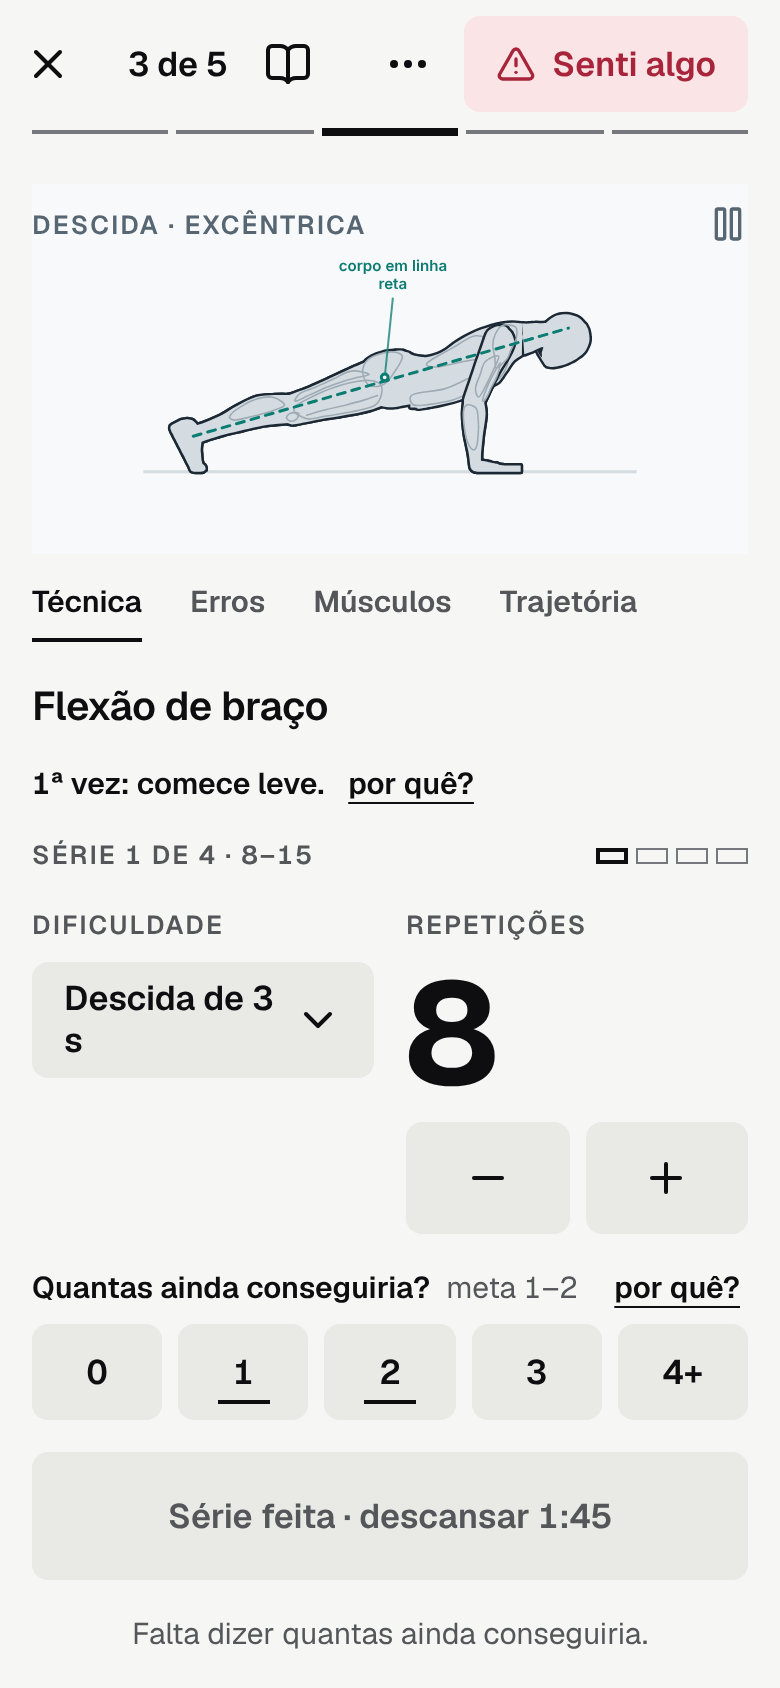 3 de 5
Senti algo
DESCIDA · EXCÊNTRICA
corpo em linha
reta
Técnica
Erros
Músculos
Trajetória
Flexão de braço
1ª vez: comece leve. por quê?
SÉRIE 1 DE 4 · 8–15
DIFICULDADE
REPETIÇÕES
Descida de 3
s
8
Quantas ainda conseguiria? meta 1–2 por quê?
0
1
2
3
4+
Série feita · descansar 1:45
Falta dizer quantas ainda conseguiria.